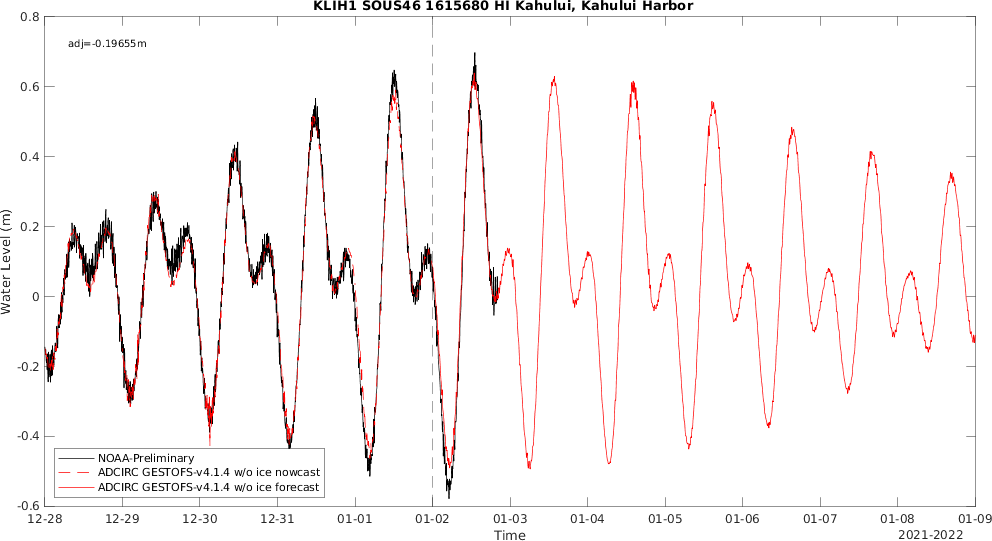 KLIH1 SOUS46 1615680 HI Kahului, Kahului Harbor
0.8
adj=-0.19655m
0.6
0.4
0.2
0
-0.2
-0.4
-0.6
Water Level (m)
NOAA-Preliminary
ADCIRC GESTOFS-v4.1.4 w/o ice nowcast
ADCIRC GESTOFS-v4.1.4 w/o ice forecast
12-28 12-29 12-30 12-31 01-01 01-02 01-03 01-04 01-05 01-06 01-07 01-08 01-09
Time
2021-2022